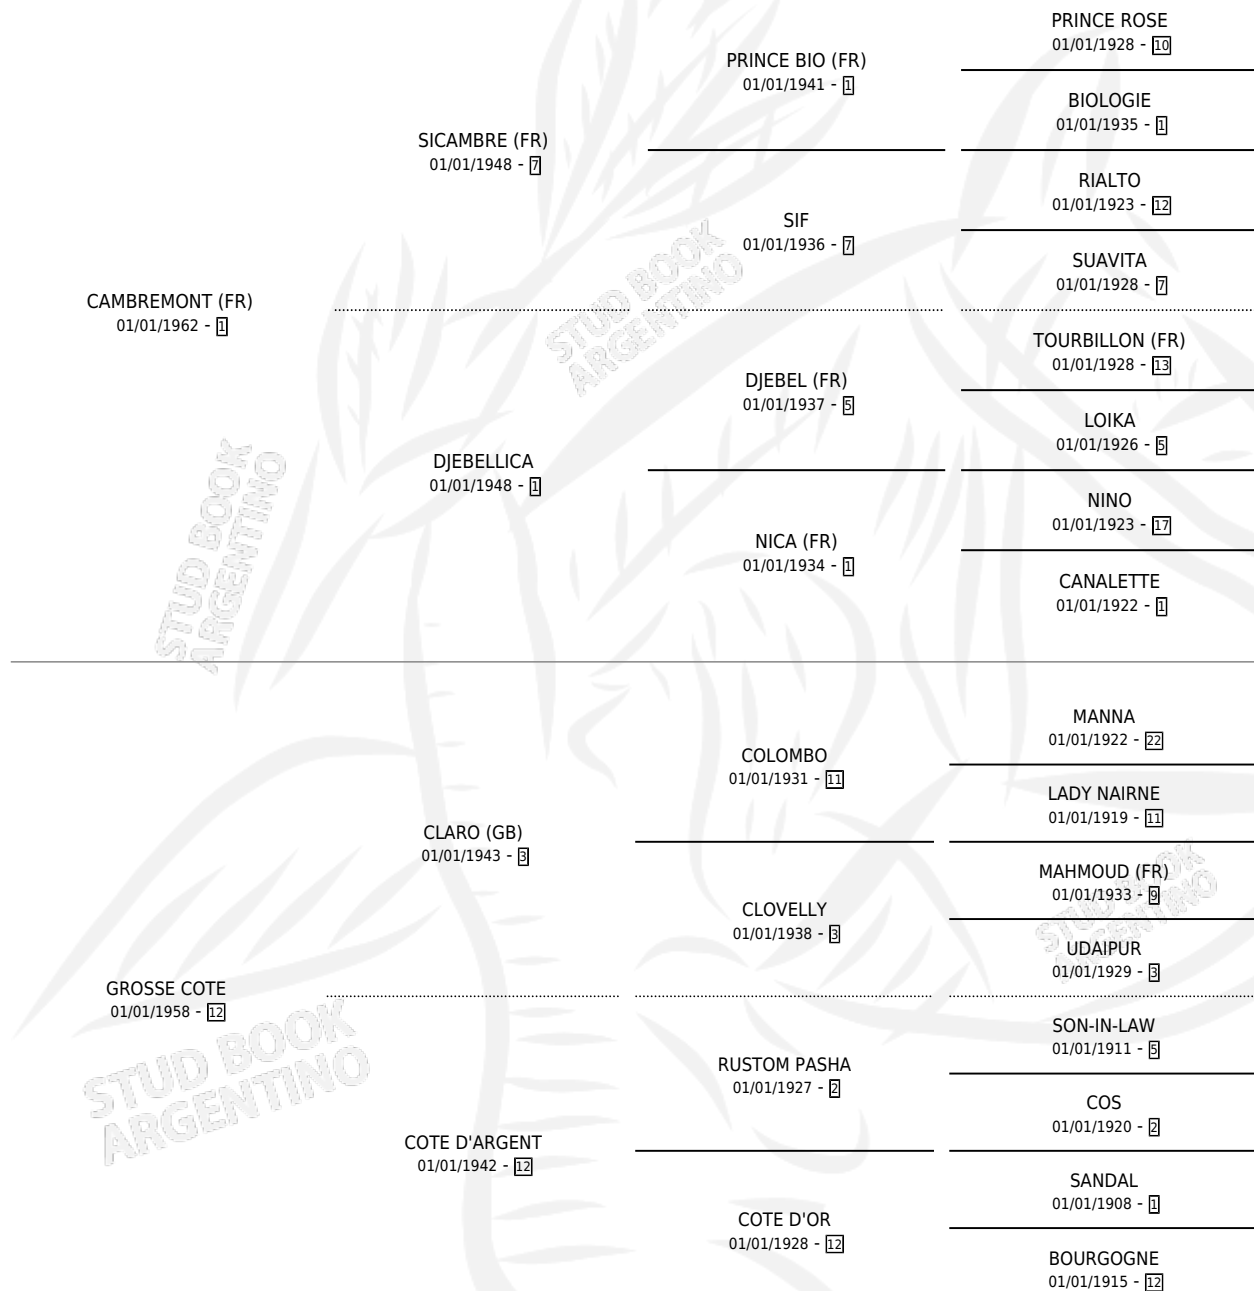 PRINCE ROSE
01/01/1928 - 10
PRINCE BIO (FR)
01/01/1941 - 1
BIOLOGIE
01/01/1935 - 1
SICAMBRE (FR)
01/01/1948 - 7
RIALTO
01/01/1923 - 12
SIF
01/01/1936 - 7
SUAVITA
01/01/1928 - 7
CAMBREMONT (FR)
01/01/1962 - 1
TOURBILLON (FR)
01/01/1928 - 13
DJEBEL (FR)
01/01/1937 - 5
LOIKA
01/01/1926 - 5
DJEBELLICA
01/01/1948 - 1
NINO
01/01/1923 - 17
NICA (FR)
01/01/1934 - 1
CANALETTE
01/01/1922 - 1
MANNA
01/01/1922 - 22
COLOMBO
01/01/1931 - 11
LADY NAIRNE
01/01/1919 - 11
CLARO (GB)
01/01/1943 - 3
MAHMOUD (FR)
01/01/1933 - 9
CLOVELLY
01/01/1938 - 3
UDAIPUR
01/01/1929 - 3
GROSSE COTE
01/01/1958 - 12
SON-IN-LAW
01/01/1911 - 5
RUSTOM PASHA
01/01/1927 - 2
COS
01/01/1920 - 2
COTE D'ARGENT
01/01/1942 - 12
SANDAL
01/01/1908 - 1
COTE D'OR
01/01/1928 - 12
BOURGOGNE
01/01/1915 - 12
STUD BOOK
ARGENTINO
STUD BOOK
ARGENTINO
STUD BOOK
ARGENTINO
STUD BOOK
ARGENTINO